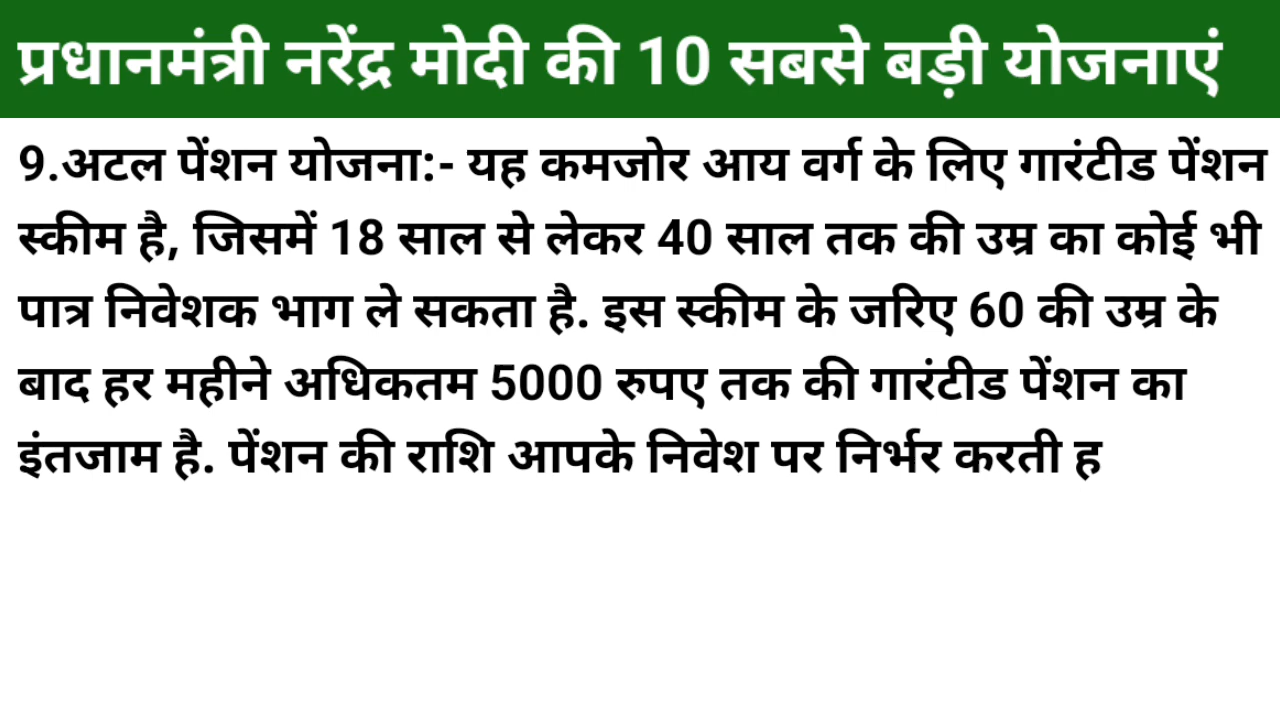 प्रधानमंत्री नरेंद्र मोदी की 10 सबसे बड़ी योजनाएं
9.अटल पेंशन योजना:- यह कमजोर आय वर्ग के लिए गारंटीड पेंशन
स्कीम है, जिसमें 18 साल से लेकर 40 साल तक की उम्र का कोई भी
पात्र निवेशक भाग ले सकता है. इस स्कीम के जरिए 60 की उम्र के
बाद हर महीने अधिकतम 5000 रुपए तक की गारंटीड पेंशन का
इंतजाम है. पेंशन की राशि आपके निवेश पर निर्भर करती ह